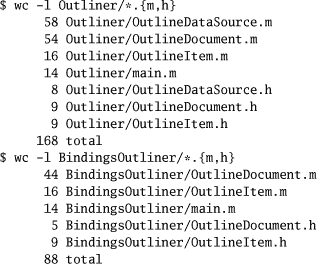 $ wc -l Outliner/*.{m,h}
58 Outliner/OutlineDataSource.m
54 Outliner/OutlineDocument.m
16 Outliner/OutlineItem.m
14 Outliner/main.m
8 Outliner/OutlineDataSource.h
9 Outliner/OutlineDocument.h
9 Outliner/OutlineItem.h
168 total
$ wc -l BindingsOutliner/*.{m,h}
44 BindingsOutliner/OutlineDocument.m
16 BindingsOutliner/OutlineItem.m
14 BindingsOutliner/main.m
5 BindingsOutliner/OutlineDocument.h
9 BindingsOutliner/OutlineItem.h
88 total